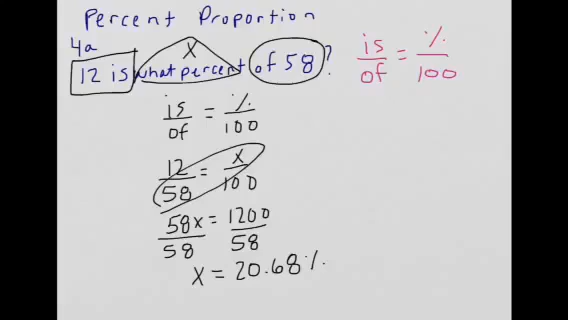 Percent Proportion
4a
x
12 is what percent of 58?
is/of = %/100
is/of = %/100
12/58 = x/100
58x/58 = 1200/58
x = 20.68%